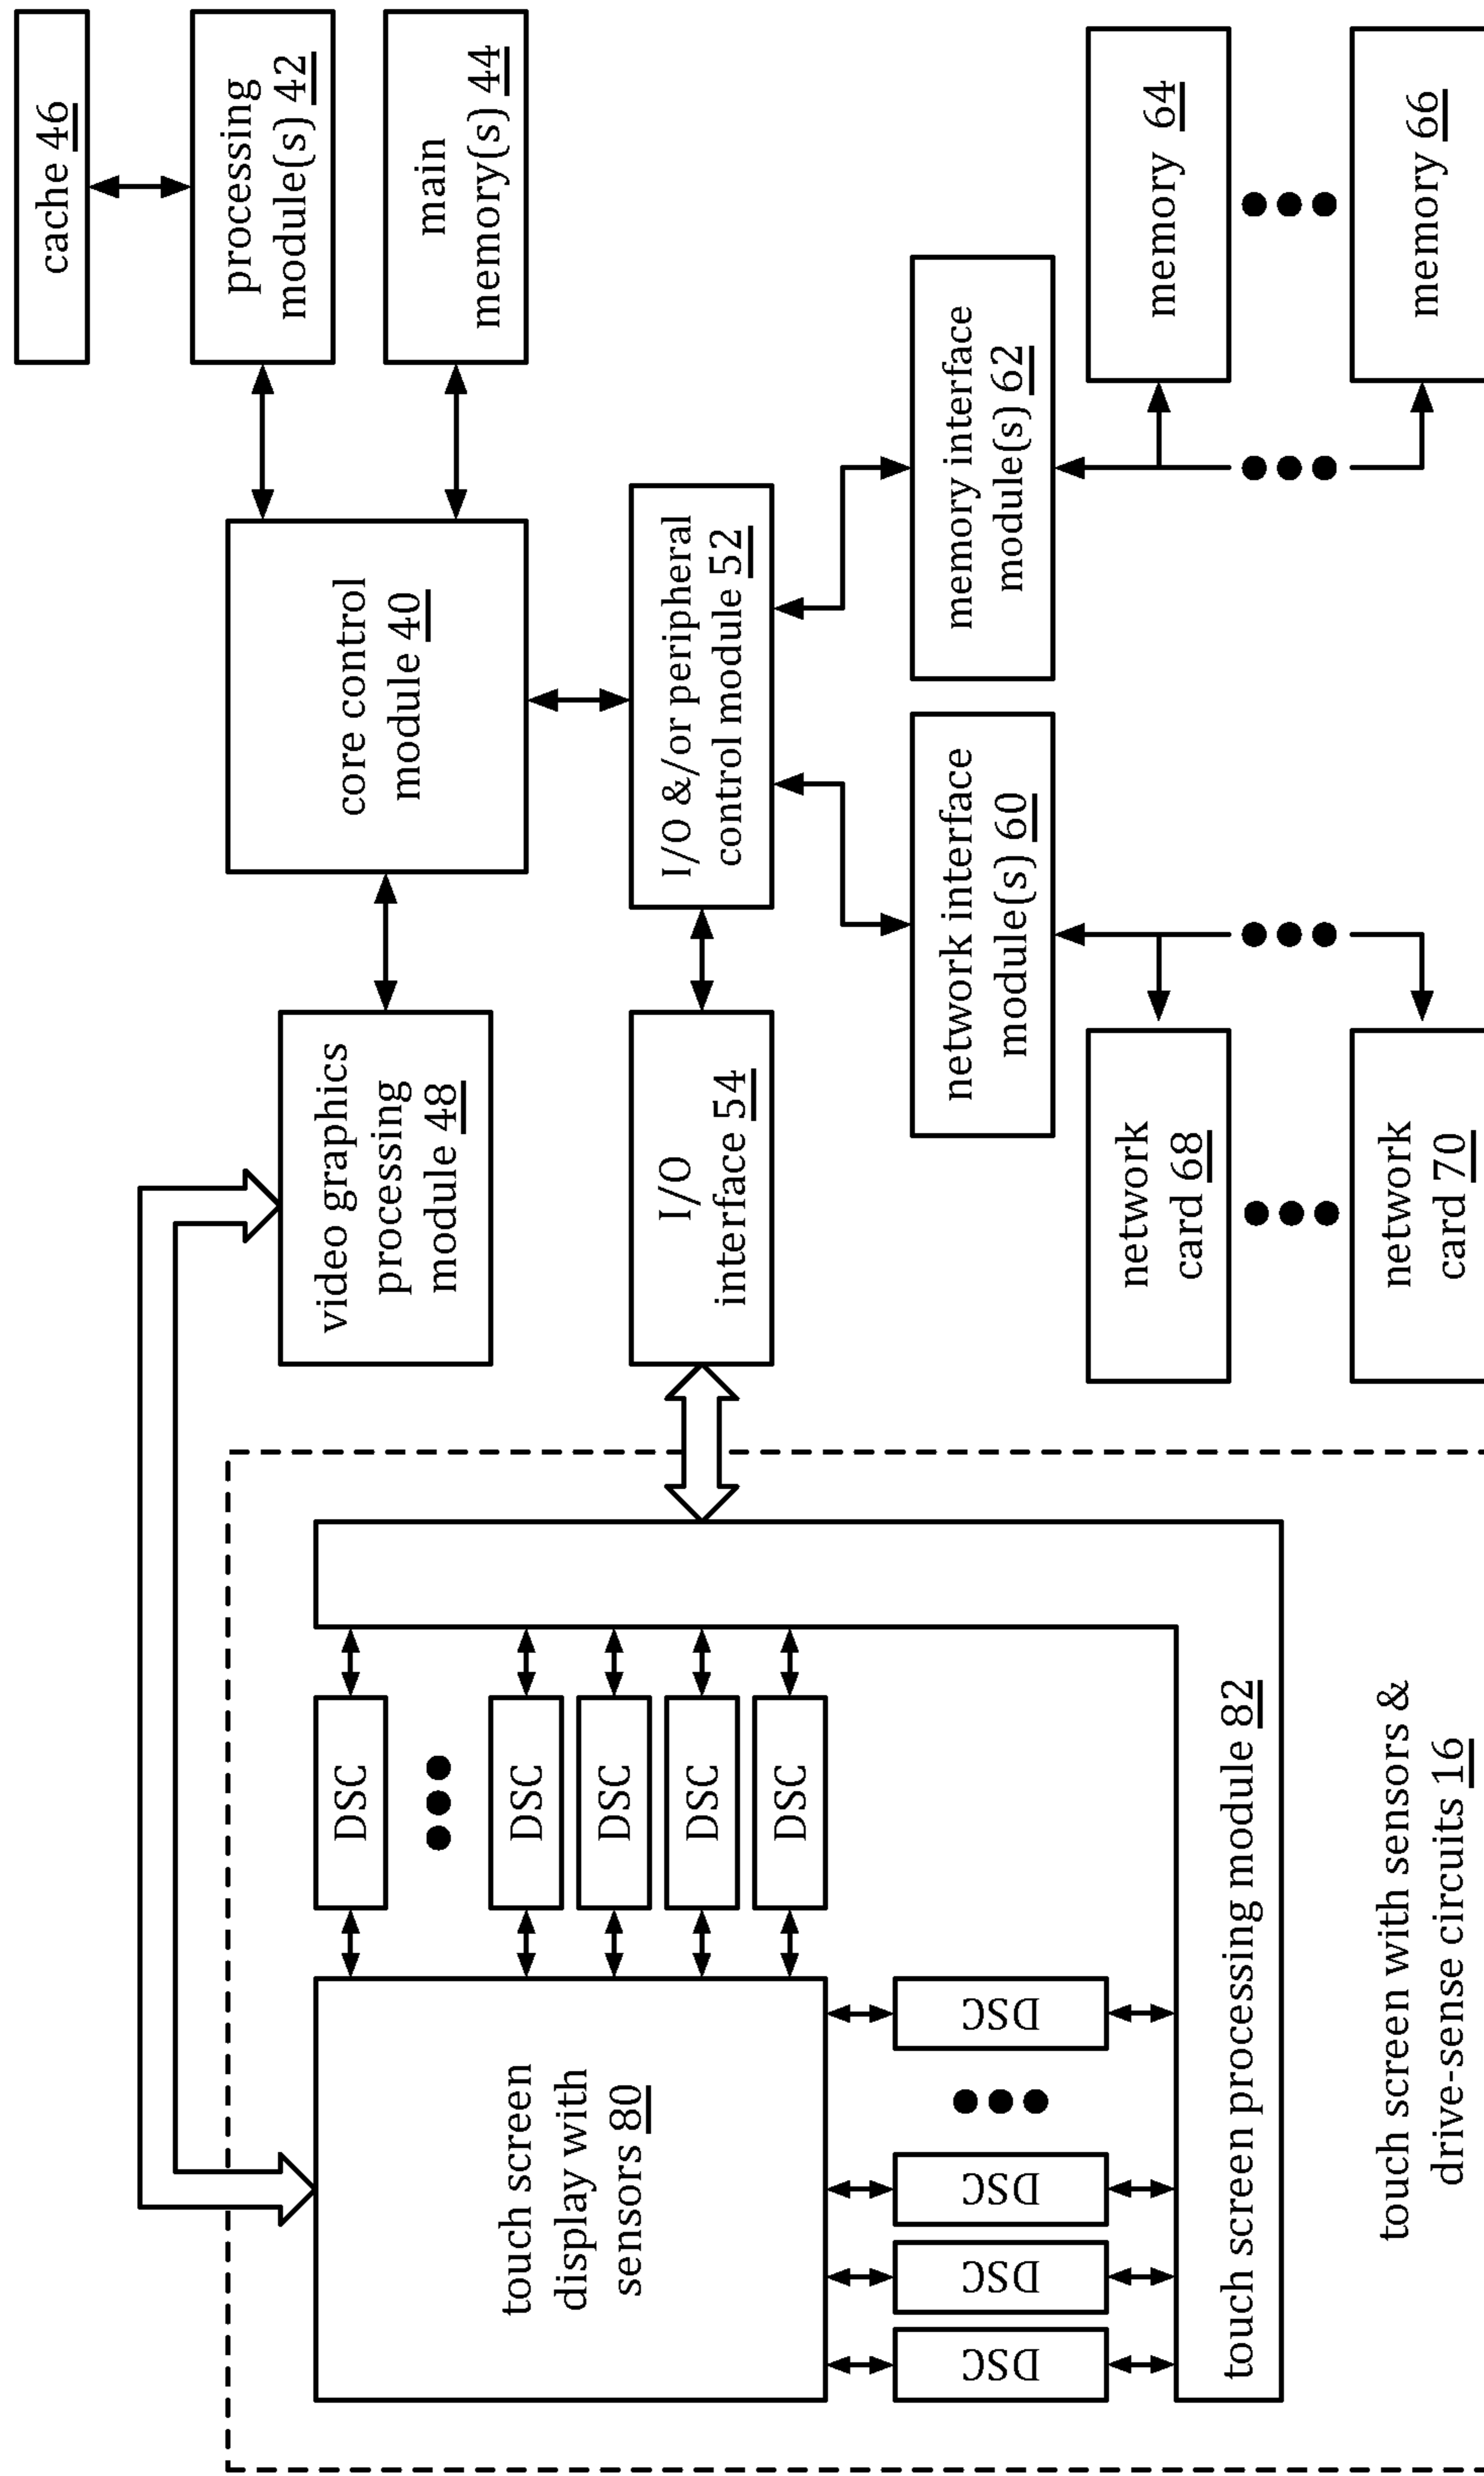 cache 46
processing
module(s) 42
main
memory(s) 44
core control
module 40
video graphics
processing
module 48
I/O &/or peripheral
control module 52
I/O
interface 54
memory interface
module(s) 62
network interface
module(s) 60
memory 64
memory 66
network
card 68
network
card 70
touch screen
display with
sensors 80
DSC
DSC
DSC
DSC
DSC
DSC
DSC
DSC
DSC
touch screen processing module 82
touch screen with sensors &
drive-sense circuits 16